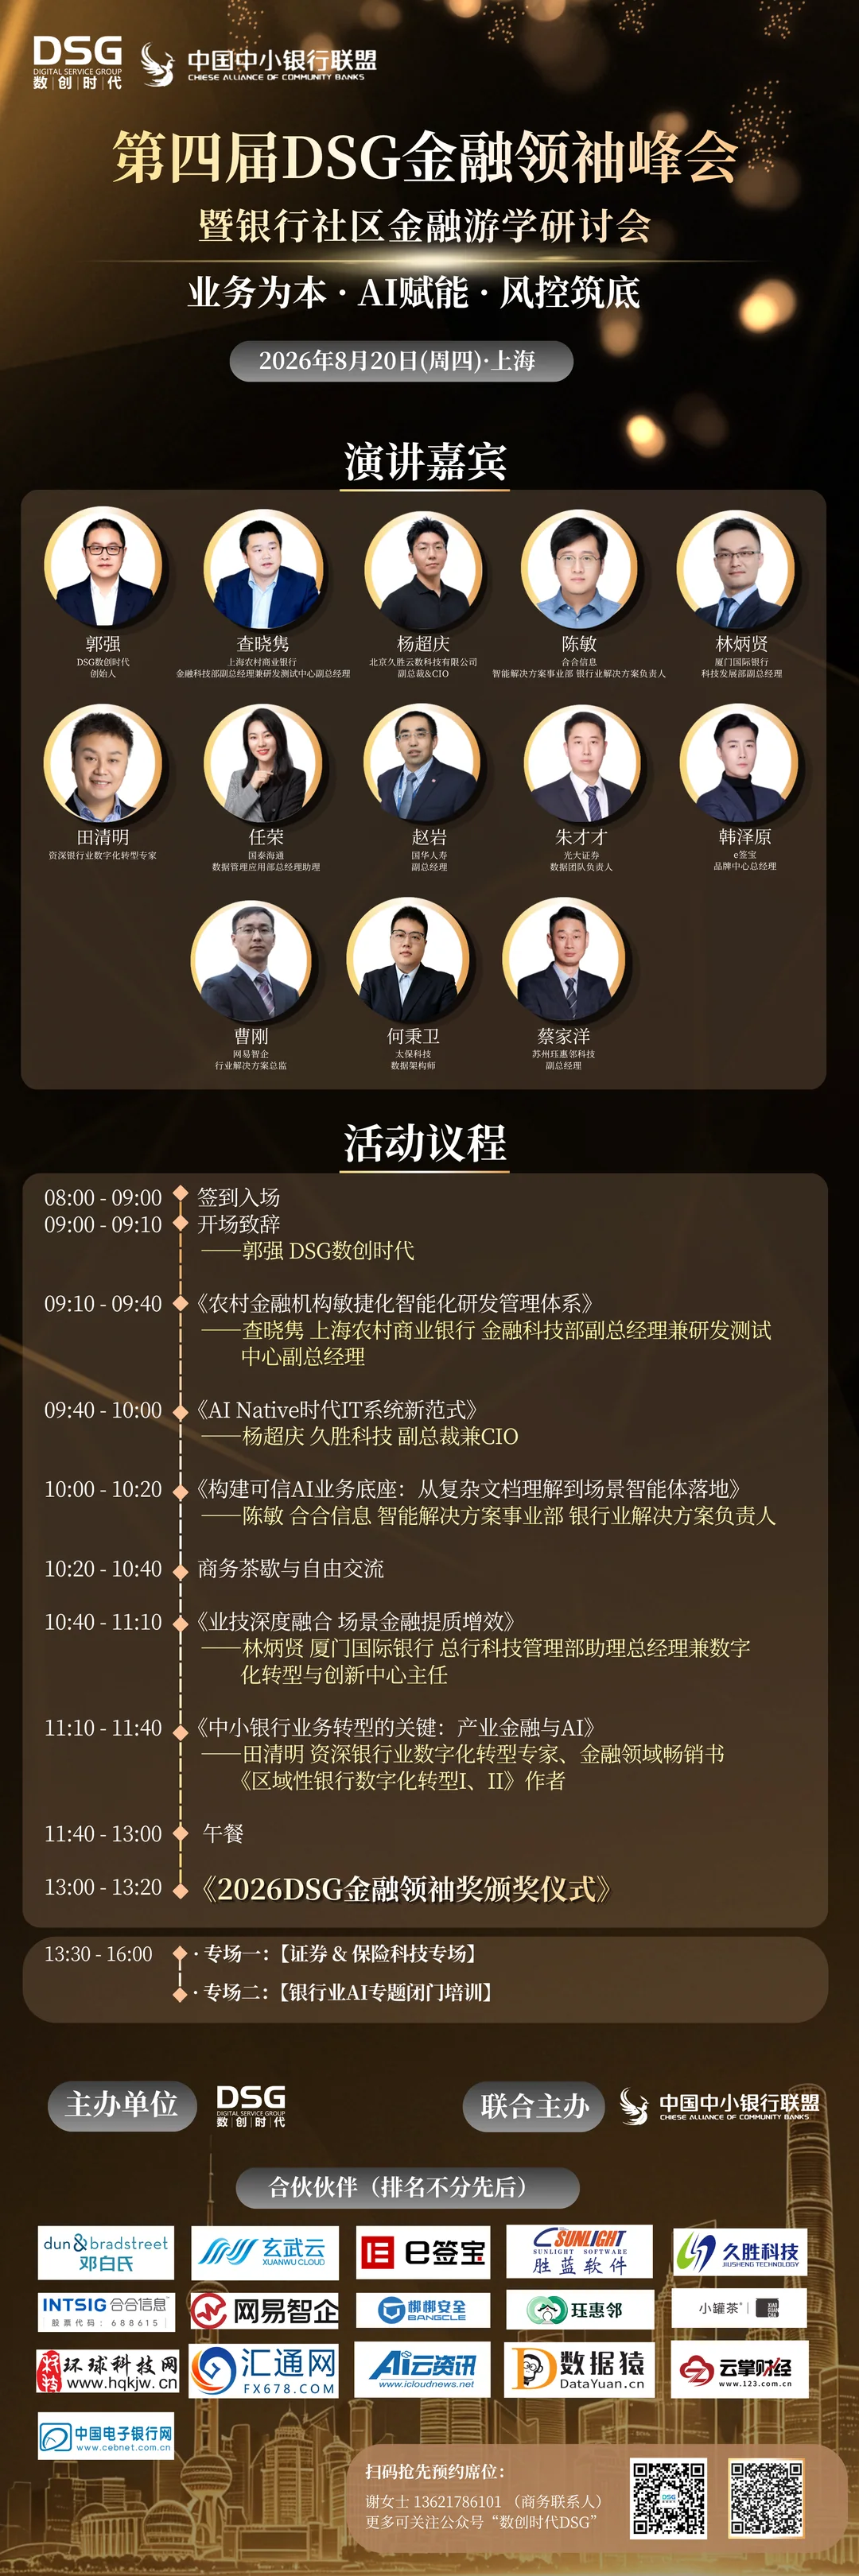 DSG
DIGITAL SERVICE GROUP
数|创|时|代
中国中小银行联盟
CHIESE ALLIANCE OF COMMUNITY BANKS
第四届DSG金融领袖峰会
暨银行社区金融游学研讨会
业务为本 · AI赋能 · 风控筑底
2026年8月20日(周四)·上海
演讲嘉宾
郭强
DSG数创时代
创始人
查晓隽
上海农村商业银行
金融科技部副总经理兼研发测试中心副总经理
杨超庆
北京久胜云数科技有限公司
副总裁&CIO
陈敏
合合信息
智能解决方案事业部 银行业解决方案负责人
林炳贤
厦门国际银行
科技发展部副总经理
田清明
资深银行业数字化转型专家
任荣
国泰海通
数据管理应用部总经理助理
赵岩
国华人寿
副总经理
朱才才
光大证券
数据团队负责人
韩泽原
e签宝
品牌中心总经理
曹刚
网易智企
行业解决方案总监
何秉卫
太保科技
数据架构师
蔡家洋
苏州珏惠邻科技
副总经理
活动议程
08:00 - 09:00 签到入场
09:00 - 09:10 开场致辞
——郭强 DSG数创时代
09:10 - 09:40 《农村金融机构敏捷化智能化研发管理体系》
——查晓隽 上海农村商业银行 金融科技部副总经理兼研发测试
中心副总经理
09:40 - 10:00 《AI Native时代IT系统新范式》
——杨超庆 久胜科技 副总裁兼CIO
10:00 - 10:20 《构建可信AI业务底座：从复杂文档理解到场景智能体落地》
——陈敏 合合信息 智能解决方案事业部 银行业解决方案负责人
10:20 - 10:40 商务茶歇与自由交流
10:40 - 11:10 《业技深度融合 场景金融提质增效》
——林炳贤 厦门国际银行 总行科技管理部助理总经理兼数字
化转型与创新中心主任
11:10 - 11:40 《中小银行业务转型的关键：产业金融与AI》
——田清明 资深银行业数字化转型专家、金融领域畅销书
《区域性银行数字化转型I、II》作者
11:40 - 13:00 午餐
13:00 - 13:20 《2026DSG金融领袖奖颁奖仪式》
13:30 - 16:00 · 专场一：【证券 & 保险科技专场】
· 专场二：【银行业AI专题闭门培训】
主办单位
DSG
DIGITAL SERVICE GROUP
数|创|时|代
联合主办
中国中小银行联盟
CHIESE ALLIANCE OF COMMUNITY BANKS
合伙伙伴（排名不分先后）
dun&bradstreet
邓白氏
玄武云
XUANWU CLOUD
e签宝
SUNLIGHT
SUNLIGHT SOFTWARE
胜蓝软件
久胜科技
JIUSHENG TECHNOLOGY
INTSIG 合合信息
股票代码：688615
网易智企
梆梆安全
BANGCLE
珏惠邻
小罐茶
环球科技网
www.hqkjw.cn
汇通网
FX678.COM
Ai云资讯
www.icloudnews.net
数据猿
DataYuan.cn
云掌财经
www.123.com.cn
中国电子银行网
www.cebnet.com.cn
扫码抢先预约席位：
谢女士 13621786101 （商务联系人）
更多可关注公众号“数创时代DSG”
DSG